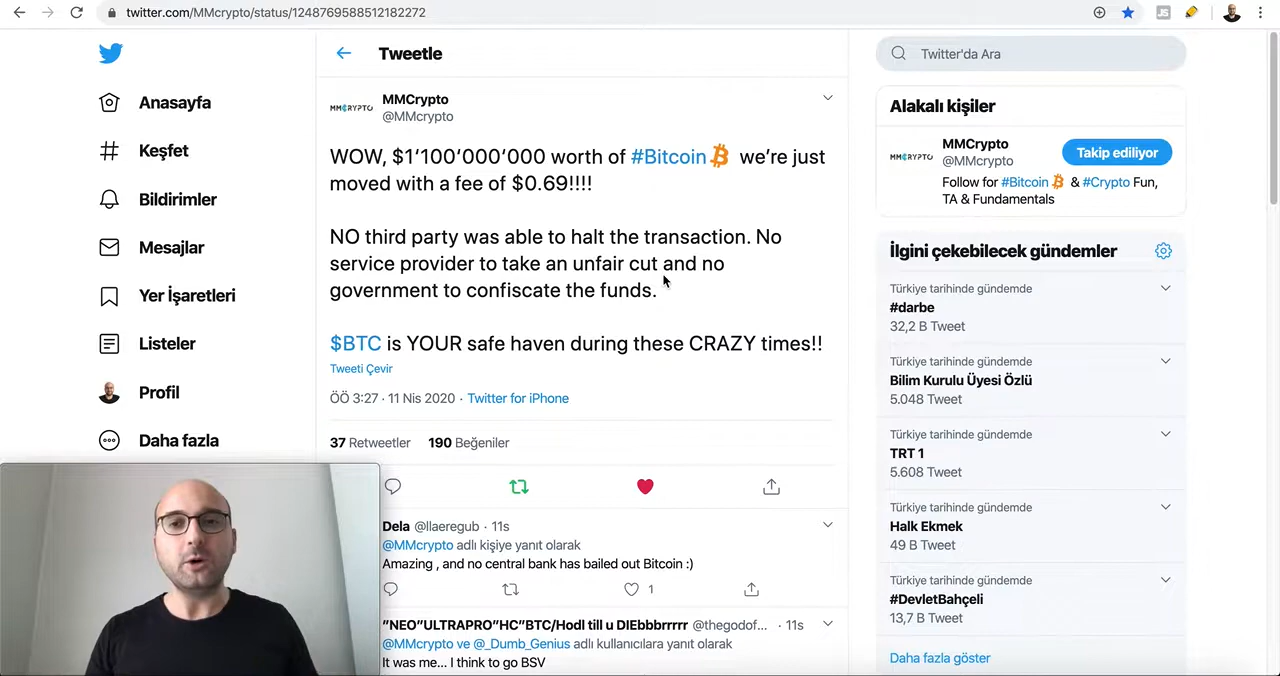 twitter.com/MMcrypto/status/1248769588512182272
JS
Anasayfa
Keşfet
Bildirimler
Mesajlar
Yer İşaretleri
Listeler
Profil
Daha fazla
Tweetle
MMCRYPTO
MMCrypto
@MMcrypto
WOW, $1‘100‘000‘000 worth of #Bitcoin we’re just
moved with a fee of $0.69!!!!
NO third party was able to halt the transaction. No
service provider to take an unfair cut and no
government to confiscate the funds.
$BTC is YOUR safe haven during these CRAZY times!!
Tweeti Çevir
ÖÖ 3:27 · 11 Nis 2020 · Twitter for iPhone
37 Retweetler 190 Beğeniler
Dela @llaeregub · 11s
@MMcrypto adlı kişiye yanıt olarak
Amazing , and no central bank has bailed out Bitcoin :)
1
”NEO”ULTRAPRO”HC”BTC/Hodl till u DIEbbbrrrrr @thegodof... · 11s
@MMcrypto ve @_Dumb_Genius adlı kullanıcılara yanıt olarak
It was me... I think to go BSV
Twitter'da Ara
Alakalı kişiler
MMCRYPTO
MMCrypto
@MMcrypto
Takip ediliyor
Follow for #Bitcoin & #Crypto Fun,
TA & Fundamentals
İlgini çekebilecek gündemler
Türkiye tarihinde gündemde
#darbe
32,2 B Tweet
Türkiye tarihinde gündemde
Bilim Kurulu Üyesi Özlü
5.048 Tweet
Türkiye tarihinde gündemde
TRT 1
5.608 Tweet
Türkiye tarihinde gündemde
Halk Ekmek
49 B Tweet
Türkiye tarihinde gündemde
#DevletBahçeli
13,7 B Tweet
Daha fazla göster